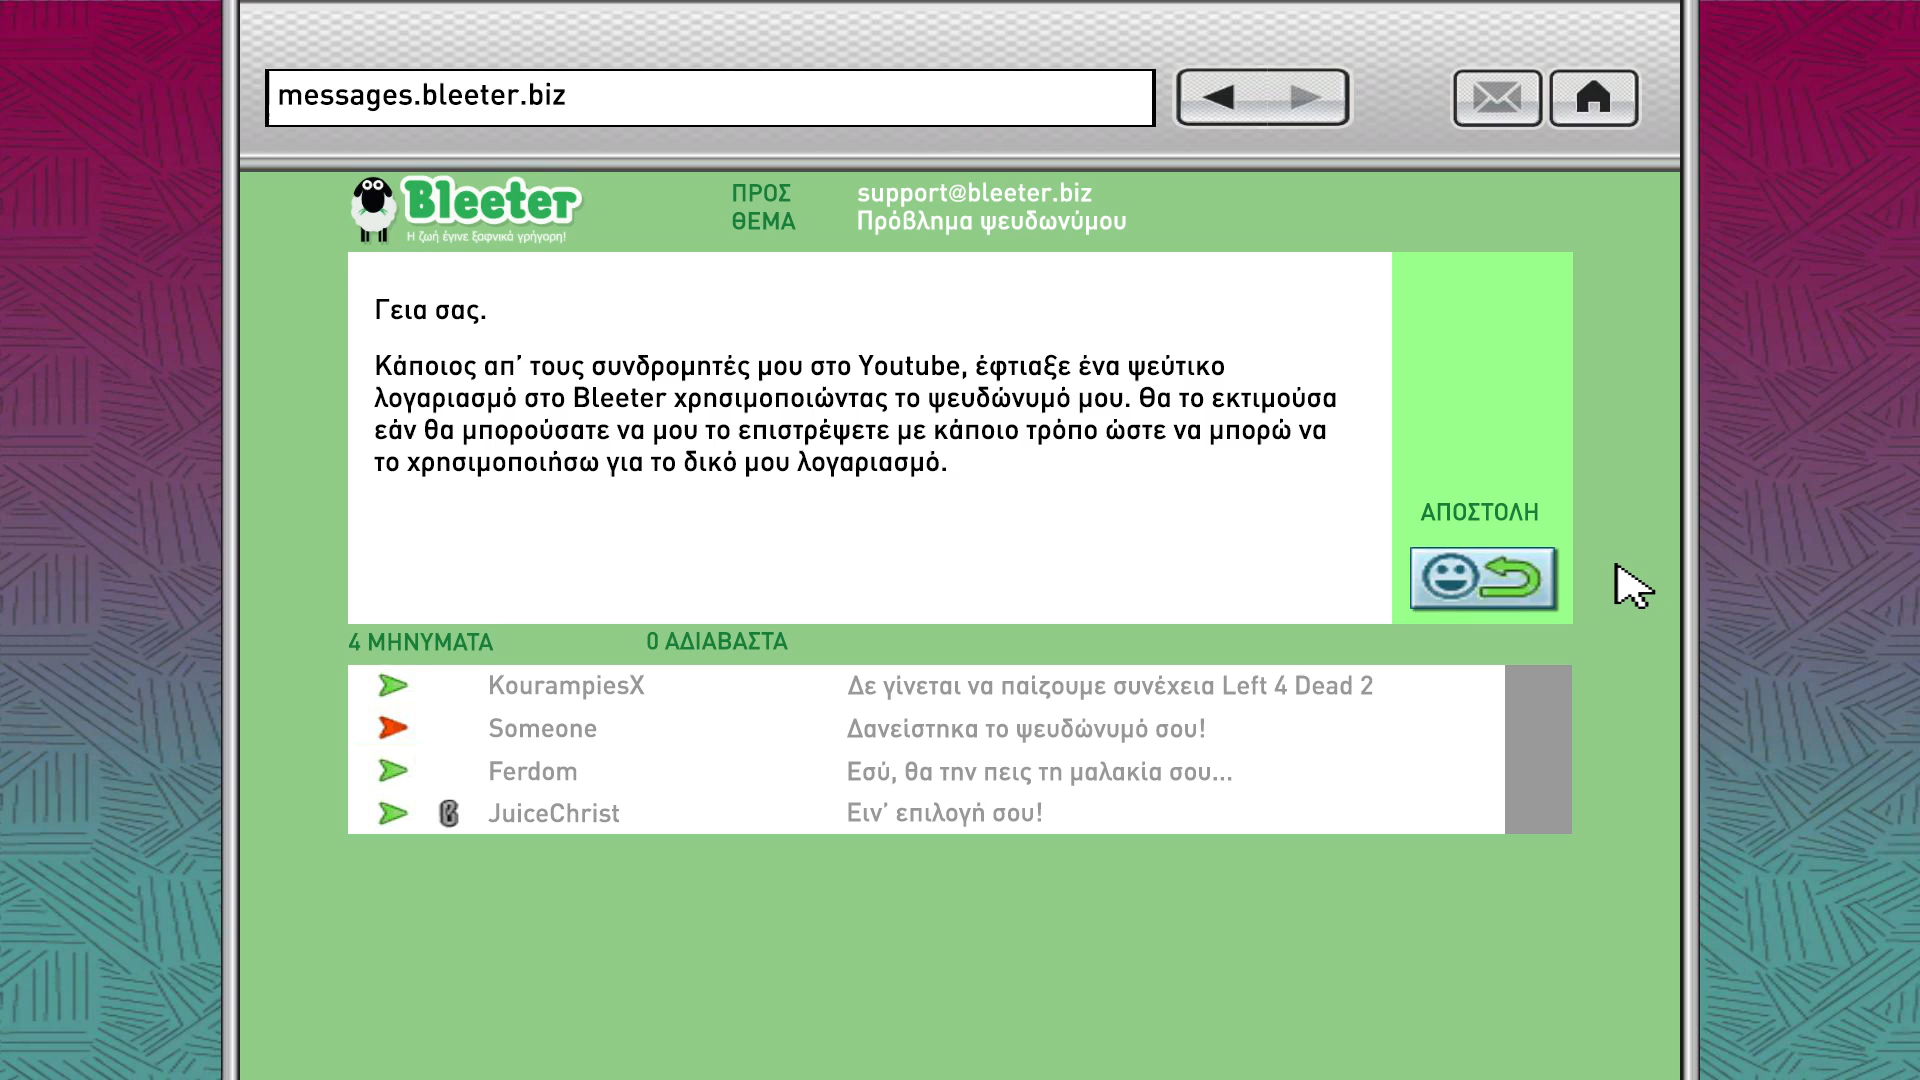 messages.bleeter.biz
Bleeter
Η ζωή έγινε ξαφνικά γρήγορη!
ΠΡΟΣ support@bleeter.biz
ΘΕΜΑ Πρόβλημα ψευδωνύμου
Γεια σας.
Κάποιος απ’ τους συνδρομητές μου στο Youtube, έφτιαξε ένα ψεύτικο
λογαριασμό στο Bleeter χρησιμοποιώντας το ψευδώνυμό μου. Θα το εκτιμούσα
εάν θα μπορούσατε να μου το επιστρέψετε με κάποιο τρόπο ώστε να μπορώ να
το χρησιμοποιήσω για το δικό μου λογαριασμό.
ΑΠΟΣΤΟΛΗ
4 ΜΗΝΥΜΑΤΑ 0 ΑΔΙΑΒΑΣΤΑ
KourampiesX Δε γίνεται να παίζουμε συνέχεια Left 4 Dead 2
Someone Δανείστηκα το ψευδώνυμό σου!
Ferdom Εσύ, θα την πεις τη μαλακία σου...
JuiceChrist Ειν’ επιλογή σου!